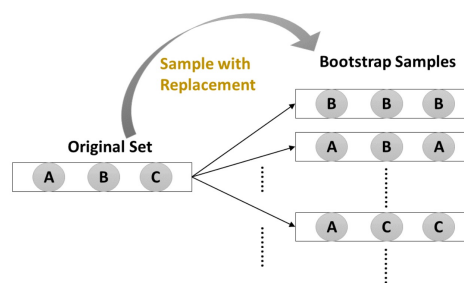 Sample with
Replacement
Bootstrap Samples
B B B
Original Set
A B A
A B C
A C C